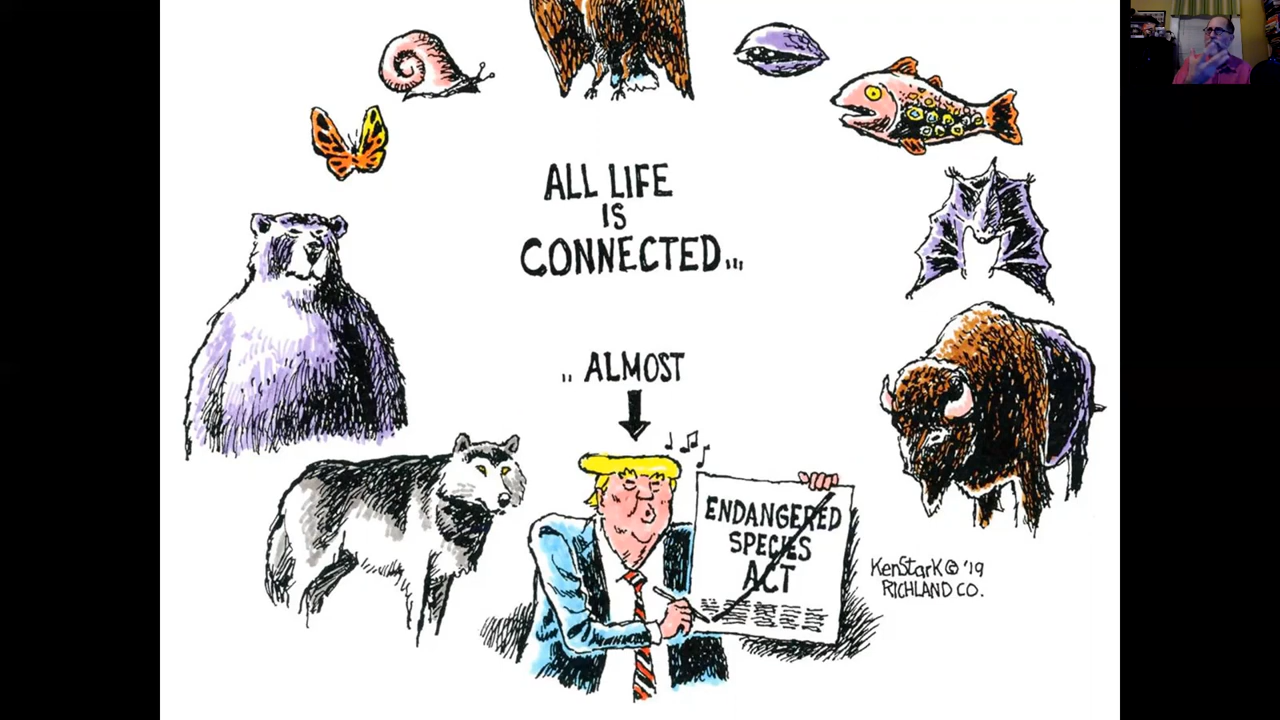 ALL LIFE
IS
CONNECTED...
.. ALMOST
ENDANGERED
SPECIES
ACT
KenStark © '19
RICHLAND CO.